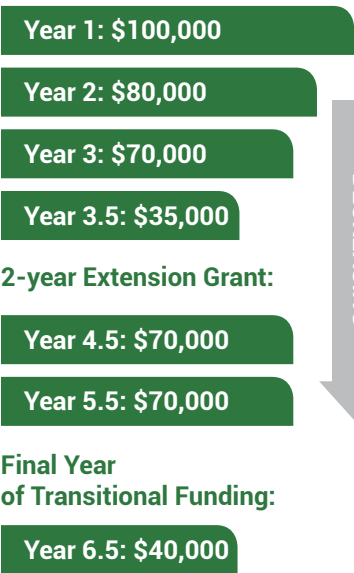 Year 1: $100,000
Year 2: $80,000
Year 3: $70,000
Year 3.5: $35,000
2-year Extension Grant:
Year 4.5: $70,000
Year 5.5: $70,000
Final Year
of Transitional Funding:
Year 6.5: $40,000